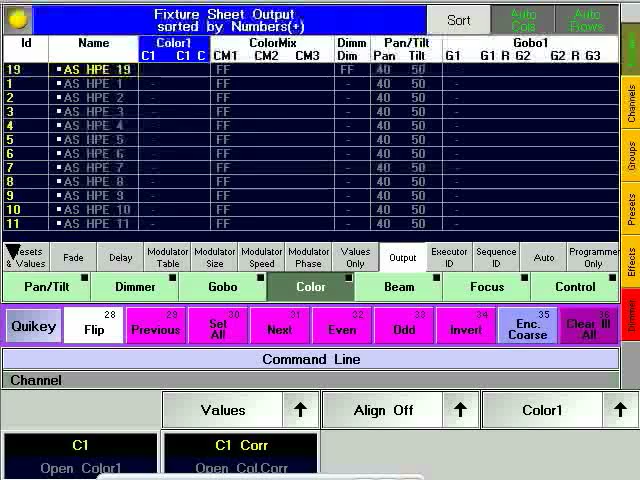 Fixture Sheet Output
sorted by Numbers(+)
Sort
Auto Cols
Auto Rows
Id Name Color1 ColorMix Dimm Pan/Tilt Gobo1
C1 C1 C CM1 CM2 CM3 Dim Pan Tilt G1 G1 R G2 G2 R G3
19 AS HPE 19 FF FF 40 50
1 AS HPE 1 - FF - 40 50 -
2 AS HPE 2 - FF - 40 50 -
3 AS HPE 3 - FF - 40 50 -
4 AS HPE 4 - FF - 40 50 -
5 AS HPE 5 - FF - 40 50 -
6 AS HPE 6 - FF - 40 50 -
7 AS HPE 7 - FF - 40 50 -
8 AS HPE 8 - FF - 40 50 -
9 AS HPE 9 - FF - 40 50 -
10 AS HPE 10 - FF - 40 50 -
11 AS HPE 11 - FF - 40 50 -
Channels
Groups
Presets
Effects
Dimmer
& Values Fade Delay Modulator Table Modulator Size Modulator Speed Modulator Phase Values Only Output Executor ID Sequence ID Auto Programmer Only
Pan/Tilt Dimmer Gobo Color Beam Focus Control
28 29 30 31 32 33 34 35 36
Quikey Flip Previous Set All Next Even Odd Invert Enc. Coarse Clear Ill All
Command Line
Channel
Values Align Off Color1
C1 C1 Corr
Open Color1 Open Col.Corr